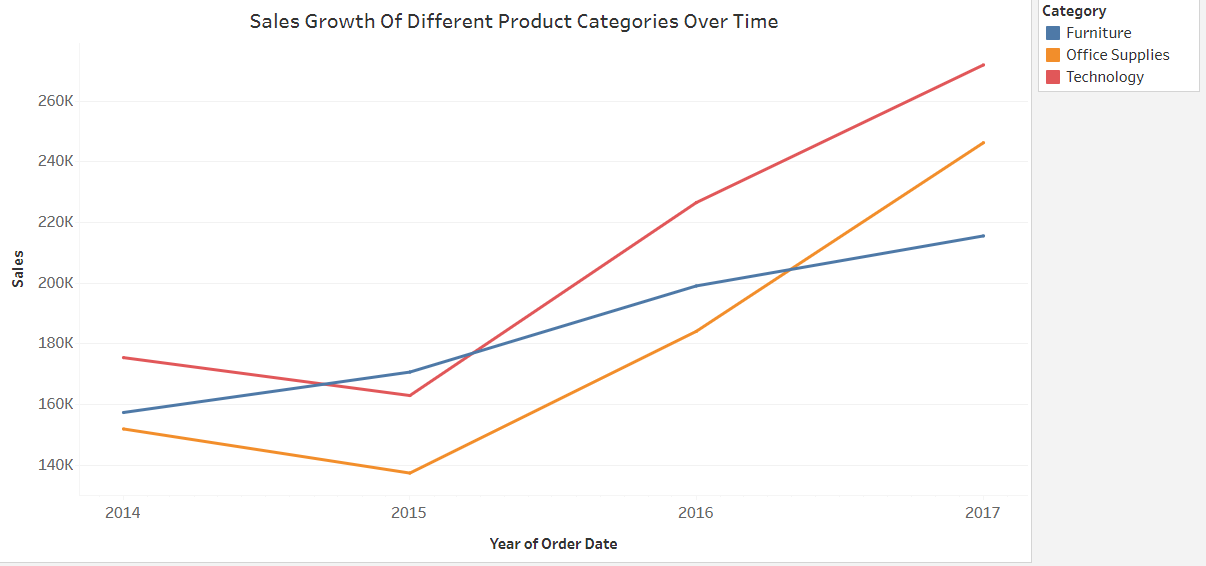 Sales Growth Of Different Product Categories Over Time
Category
Furniture
Office Supplies
Technology
260K
240K
220K
200K
180K
160K
140K
Sales
2014
2015
2016
2017
Year of Order Date